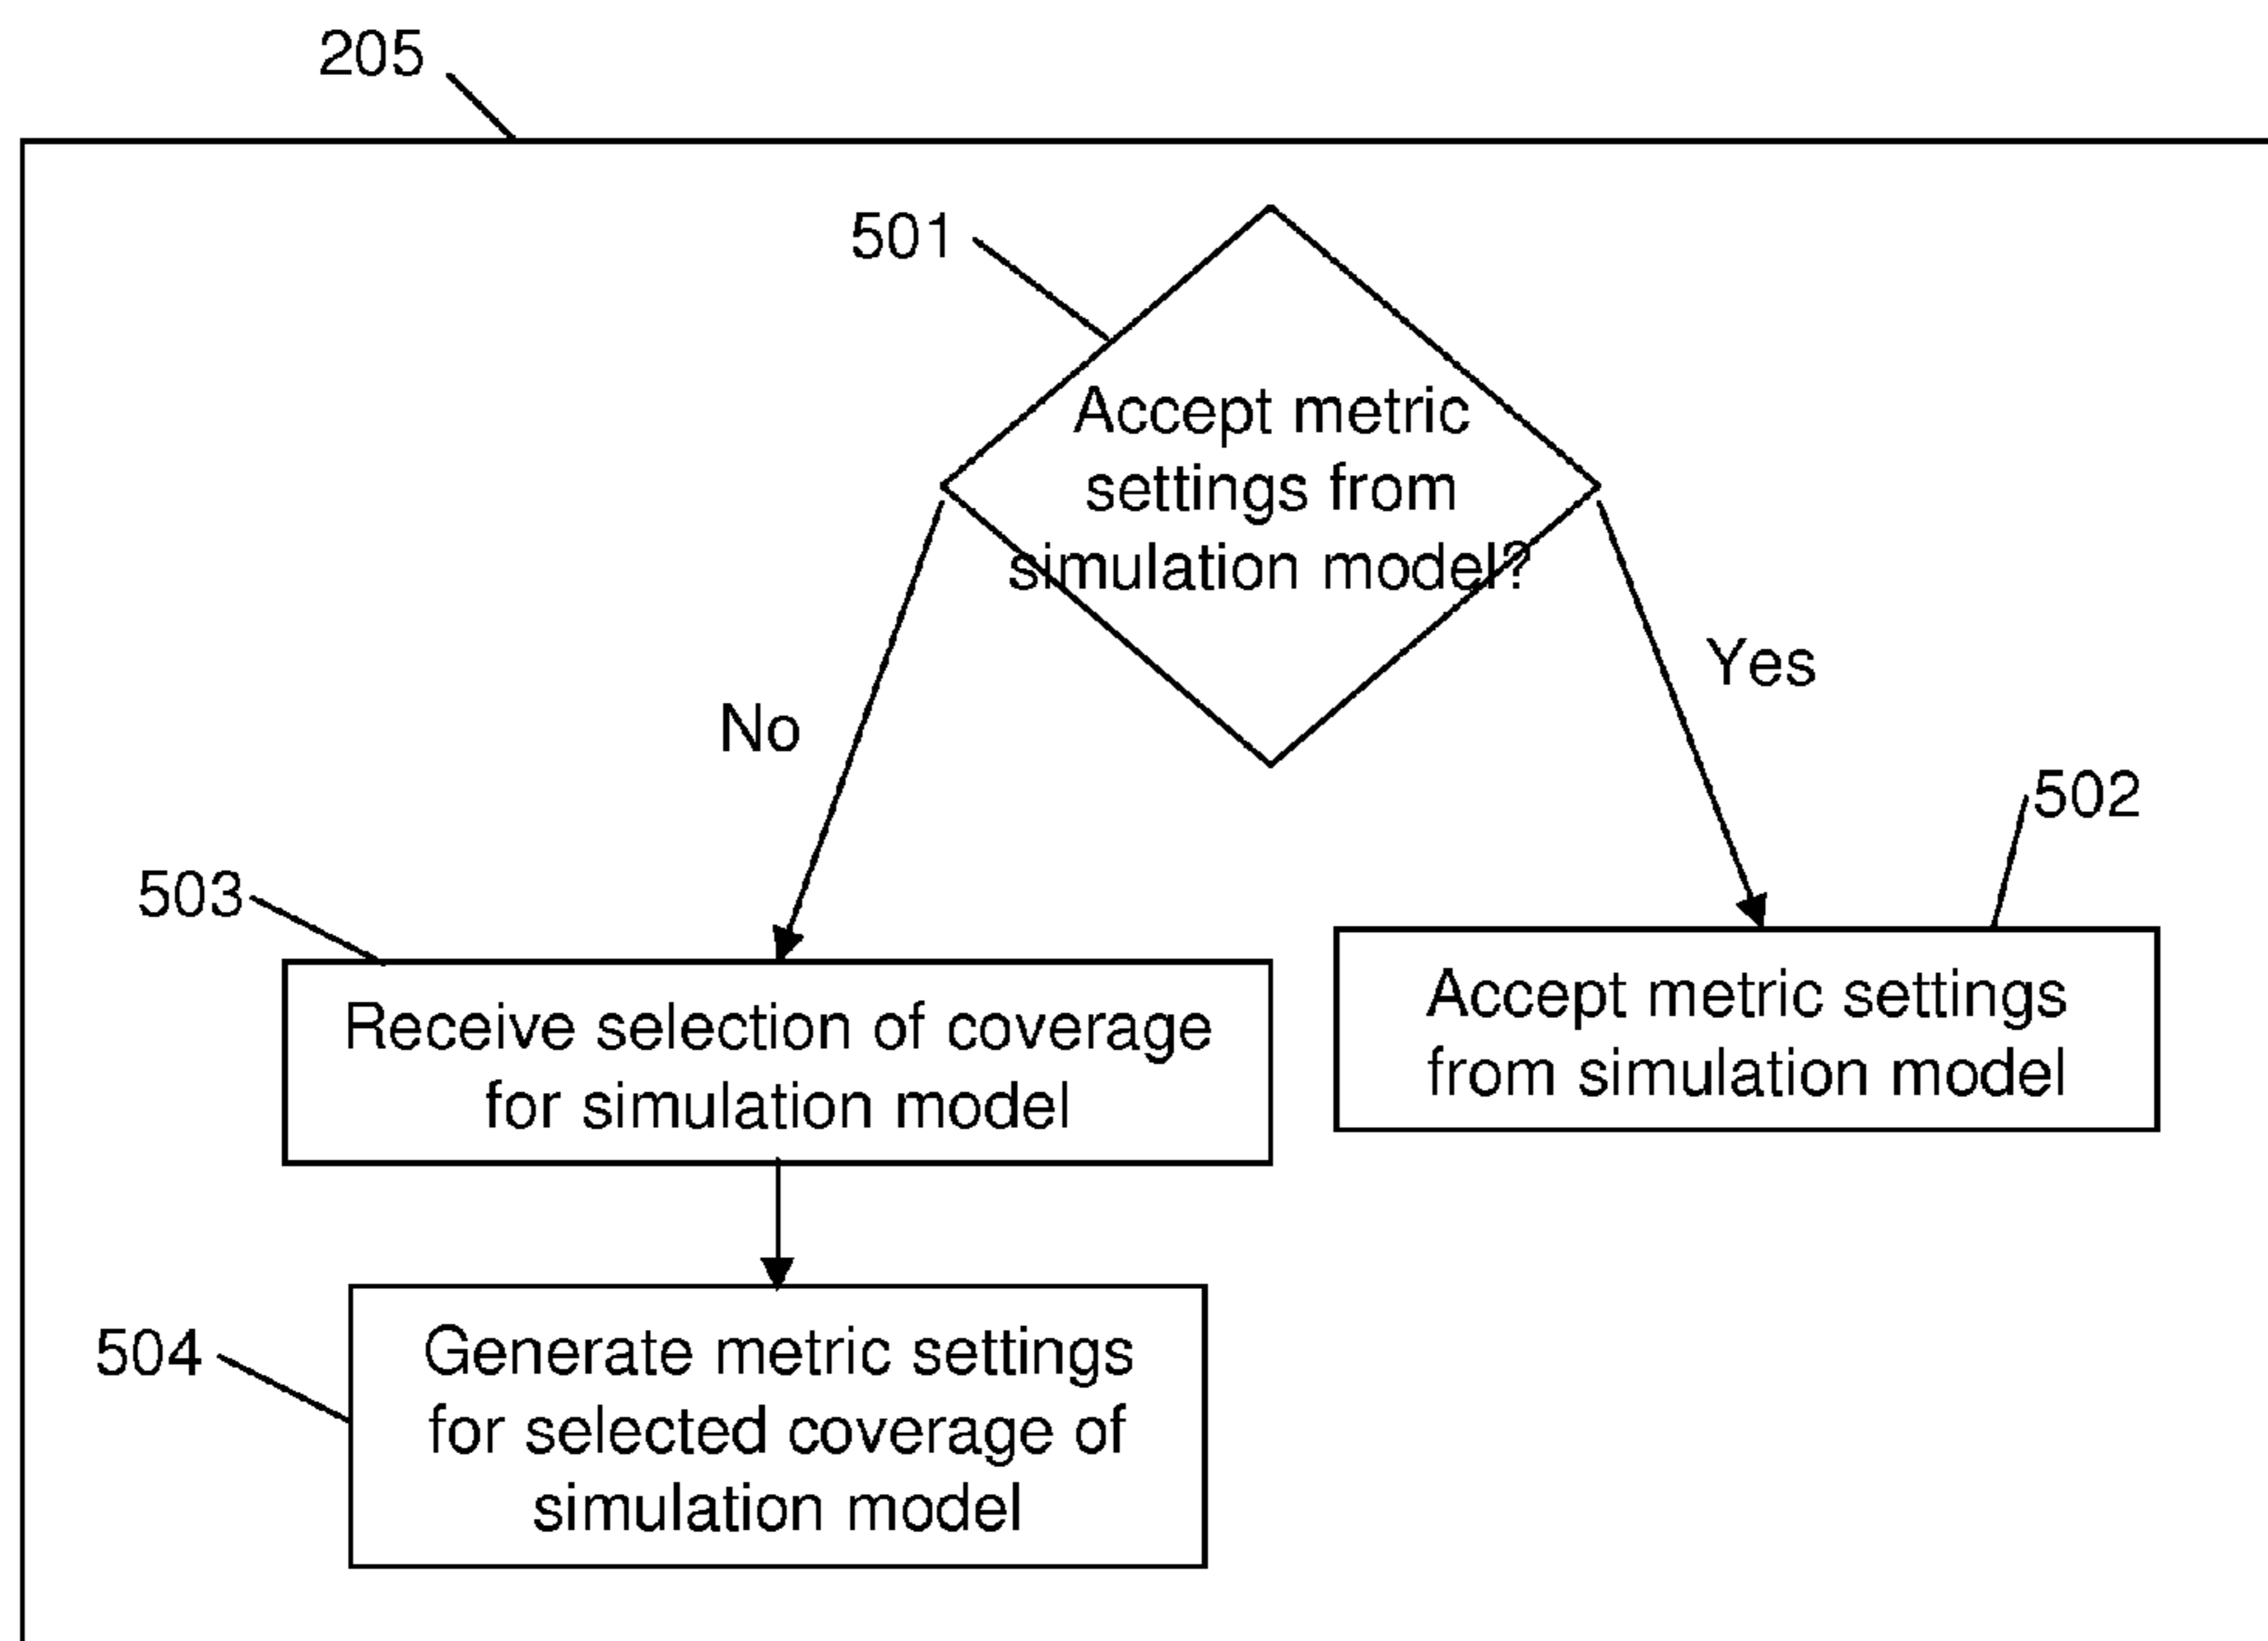 205
501
Accept metric
settings from
simulation model?
Yes
No
502
503
Accept metric settings
from simulation model
Receive selection of coverage
for simulation model
504
Generate metric settings
for selected coverage of
simulation model